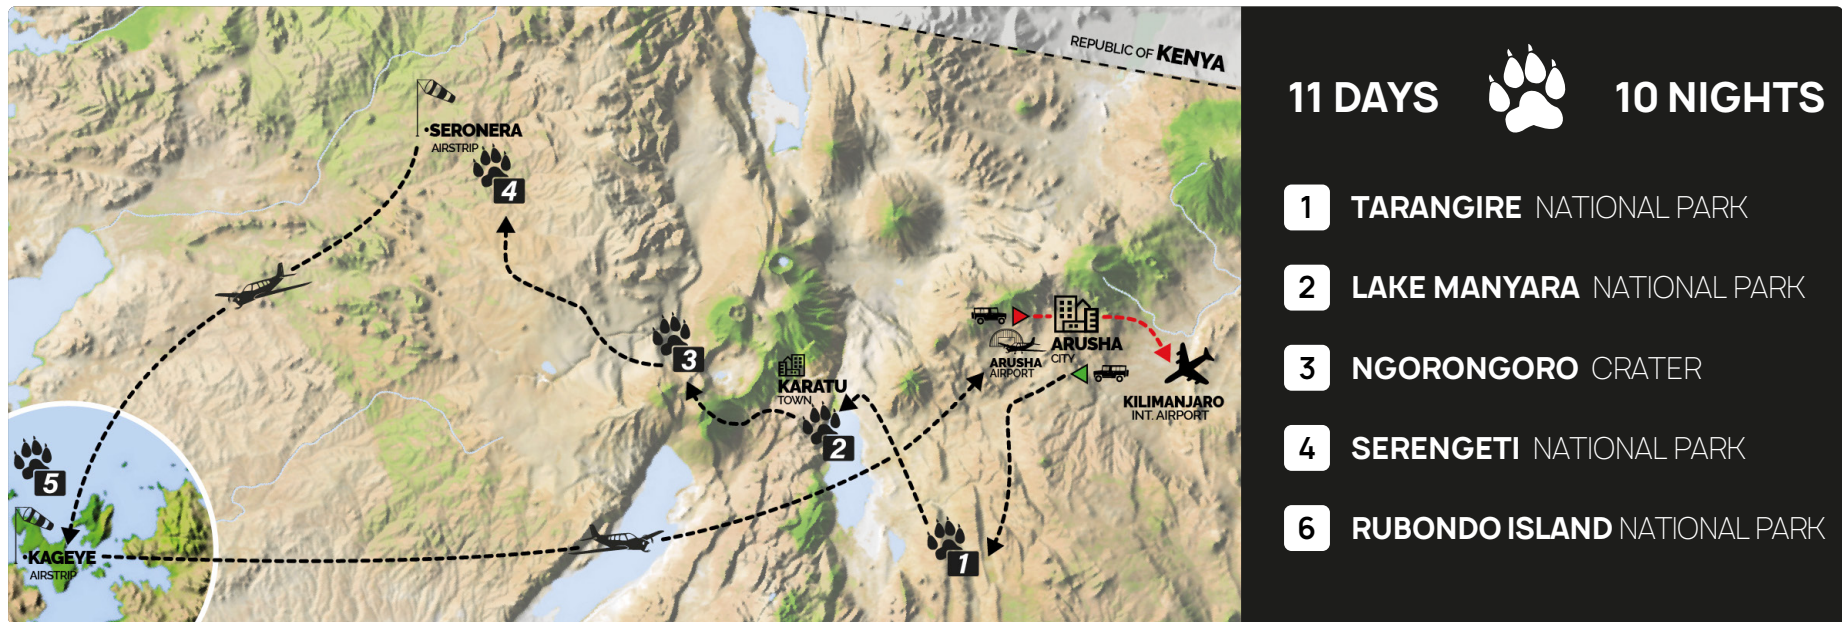 REPUBLIC OF KENYA
SERONERA
AIRSTRIP
4
ARUSHA
CITY
ARUSHA
AIRPORT
3
KARATU
TOWN
KILIMANJARO
INT. AIRPORT
2
5
1
KAGEYE
AIRSTRIP
11 DAYS 10 NIGHTS
1 TARANGIRE NATIONAL PARK
2 LAKE MANYARA NATIONAL PARK
3 NGORONGORO CRATER
4 SERENGETI NATIONAL PARK
6 RUBONDO ISLAND NATIONAL PARK